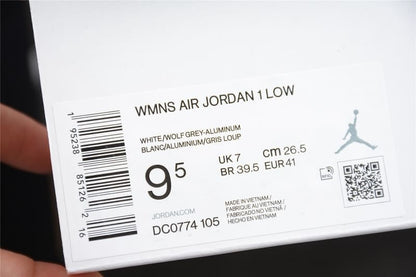 WMNS AIR JORDAN 1 LOW
WHITE/WOLF GREY-ALUMINUM
BLANC/ALUMINIUM/GRIS LOUP
9 5
UK 7
cm 26.5
BR 39.5
EUR 41
JORDAN.COM
DC0774 105
MADE IN VIETNAM /
FABRIQUÉ AU VIETNAM /
FABRICADO NO VIETNÃ /
HECHO EN VIETNAM
1 95238 85126 2 16